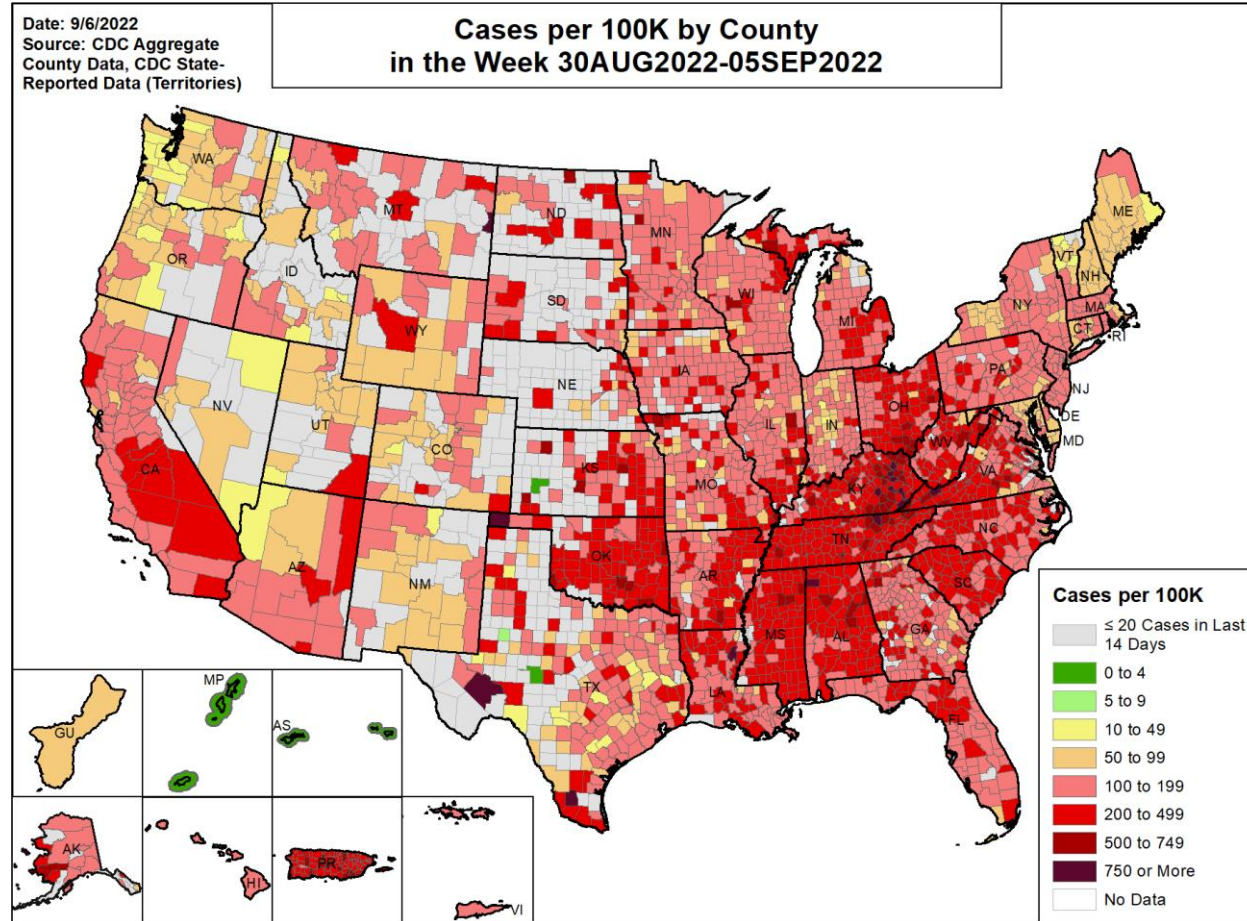 Date: 9/6/2022
Source: CDC Aggregate
County Data, CDC State-
Reported Data (Territories)
Cases per 100K by County
in the Week 30AUG2022-05SEP2022
WA
MT
ND
MN
ME
OR
ID
SD
WI
VT
NH
NY
MA
WY
MI
CT
RI
IA
PA
NE
NJ
NV
OH
IL
IN
DE
UT
CO
MD
WV
CA
KS
MO
VA
KY
NC
TN
AZ
NM
OK
AR
SC
MS
AL
GA
TX
LA
FL
GU
MP
AS
AK
HI
PR
VI
Cases per 100K
≤ 20 Cases in Last
14 Days
0 to 4
5 to 9
10 to 49
50 to 99
100 to 199
200 to 499
500 to 749
750 or More
No Data